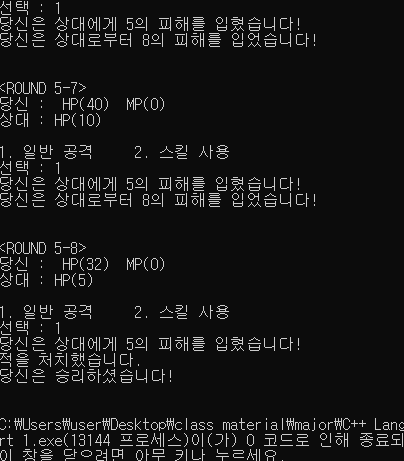 선택 : 1
당신은 상대에게 5의 피해를 입혔습니다!
당신은 상대로부터 8의 피해를 입었습니다!
<ROUND 5-7>
당신 :  HP(40)  MP(0)
상대 : HP(10)
1. 일반 공격     2. 스킬 사용
선택 : 1
당신은 상대에게 5의 피해를 입혔습니다!
당신은 상대로부터 8의 피해를 입었습니다!
<ROUND 5-8>
당신 :  HP(32)  MP(0)
상대 : HP(5)
1. 일반 공격     2. 스킬 사용
선택 : 1
당신은 상대에게 5의 피해를 입혔습니다!
적을 처치했습니다.
당신은 승리하셨습니다!
C:₩Users₩user₩Desktop₩class material₩major₩C++ Lang
rt 1.exe(13144 프로세스)이(가) 0 코드로 인해 종료되
이 창을 닫으려면 아무 키나 누르세요.